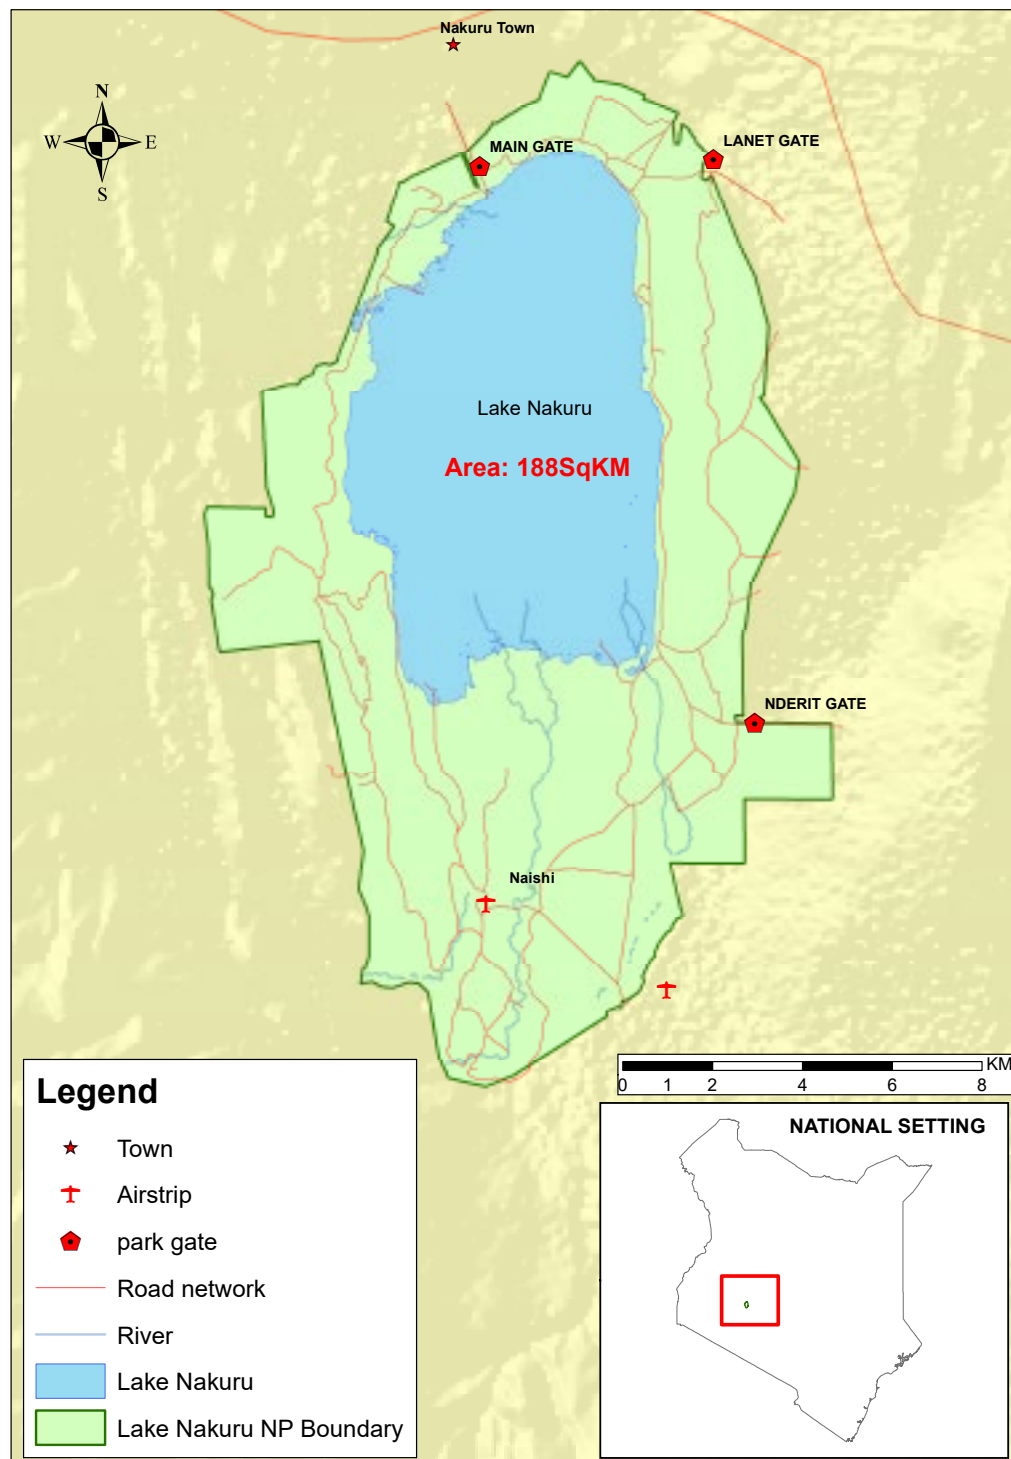 Nakuru Town
N
W
E
S
MAIN GATE
LANET GATE
Lake Nakuru
Area: 188SqKM
NDERIT GATE
Naishi
KM
0 1 2 4 6 8
Legend
Town
Airstrip
park gate
Road network
River
Lake Nakuru
Lake Nakuru NP Boundary
NATIONAL SETTING